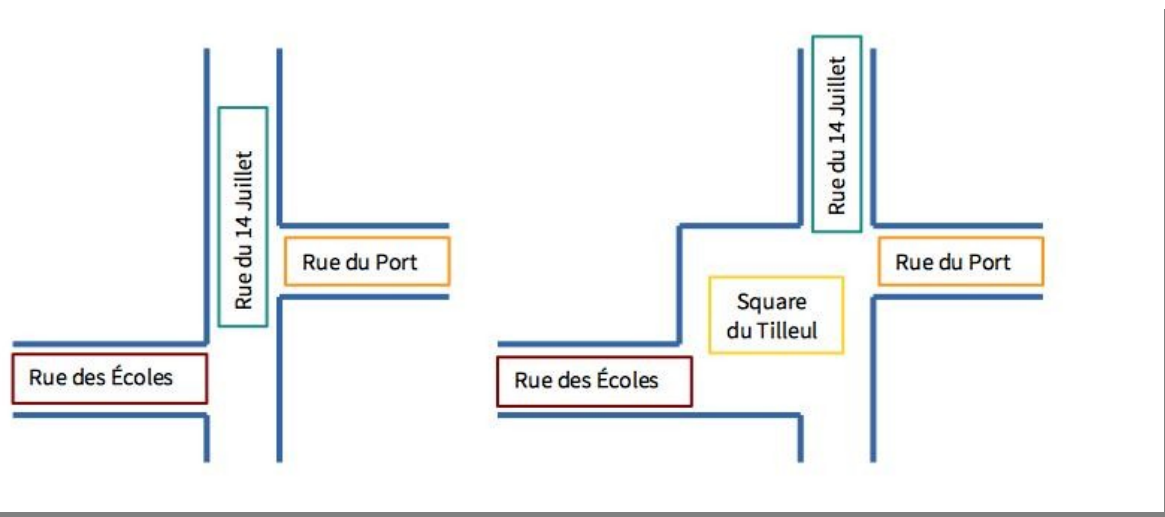 Rue du 14 Juillet
Rue du Port
Rue des Écoles
Rue du 14 Juillet
Rue du Port
Square
du Tilleul
Rue des Écoles